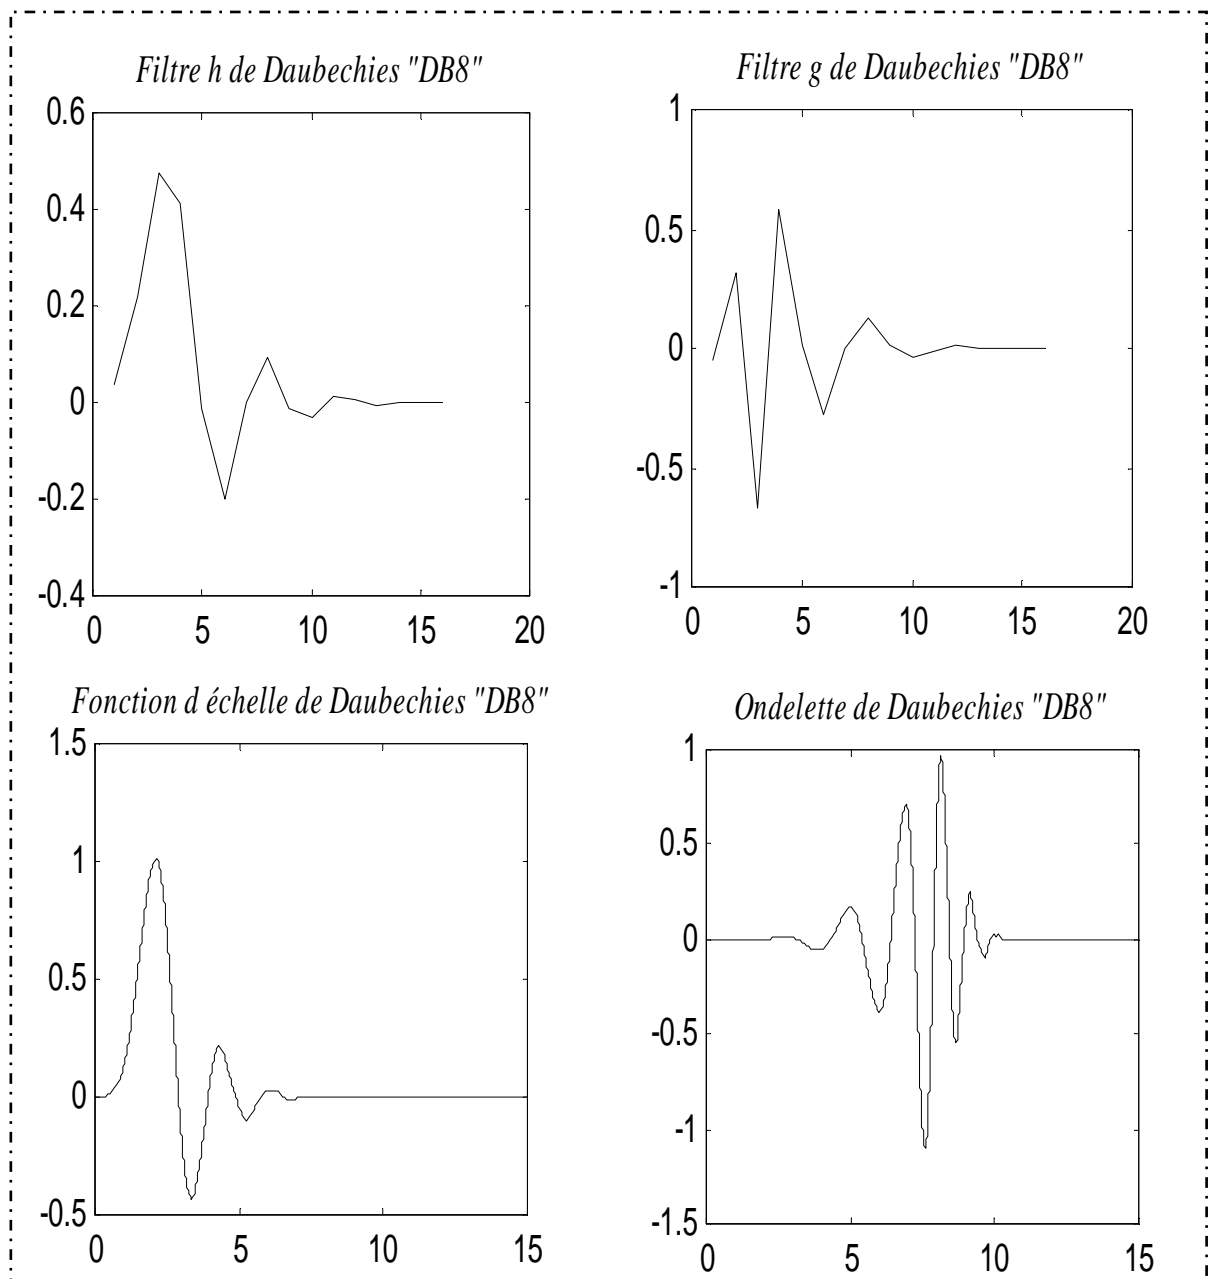 Filtre h de Daubechies "DB8"
0.6
0.4
0.2
0
-0.2
-0.4
0 5 10 15 20
Filtre g de Daubechies "DB8"
1
0.5
0
-0.5
-1
0 5 10 15 20
Fonction d échelle de Daubechies "DB8"
1.5
1
0.5
0
-0.5
0 5 10 15
Ondelette de Daubechies "DB8"
1
0.5
0
-0.5
-1
-1.5
0 5 10 15